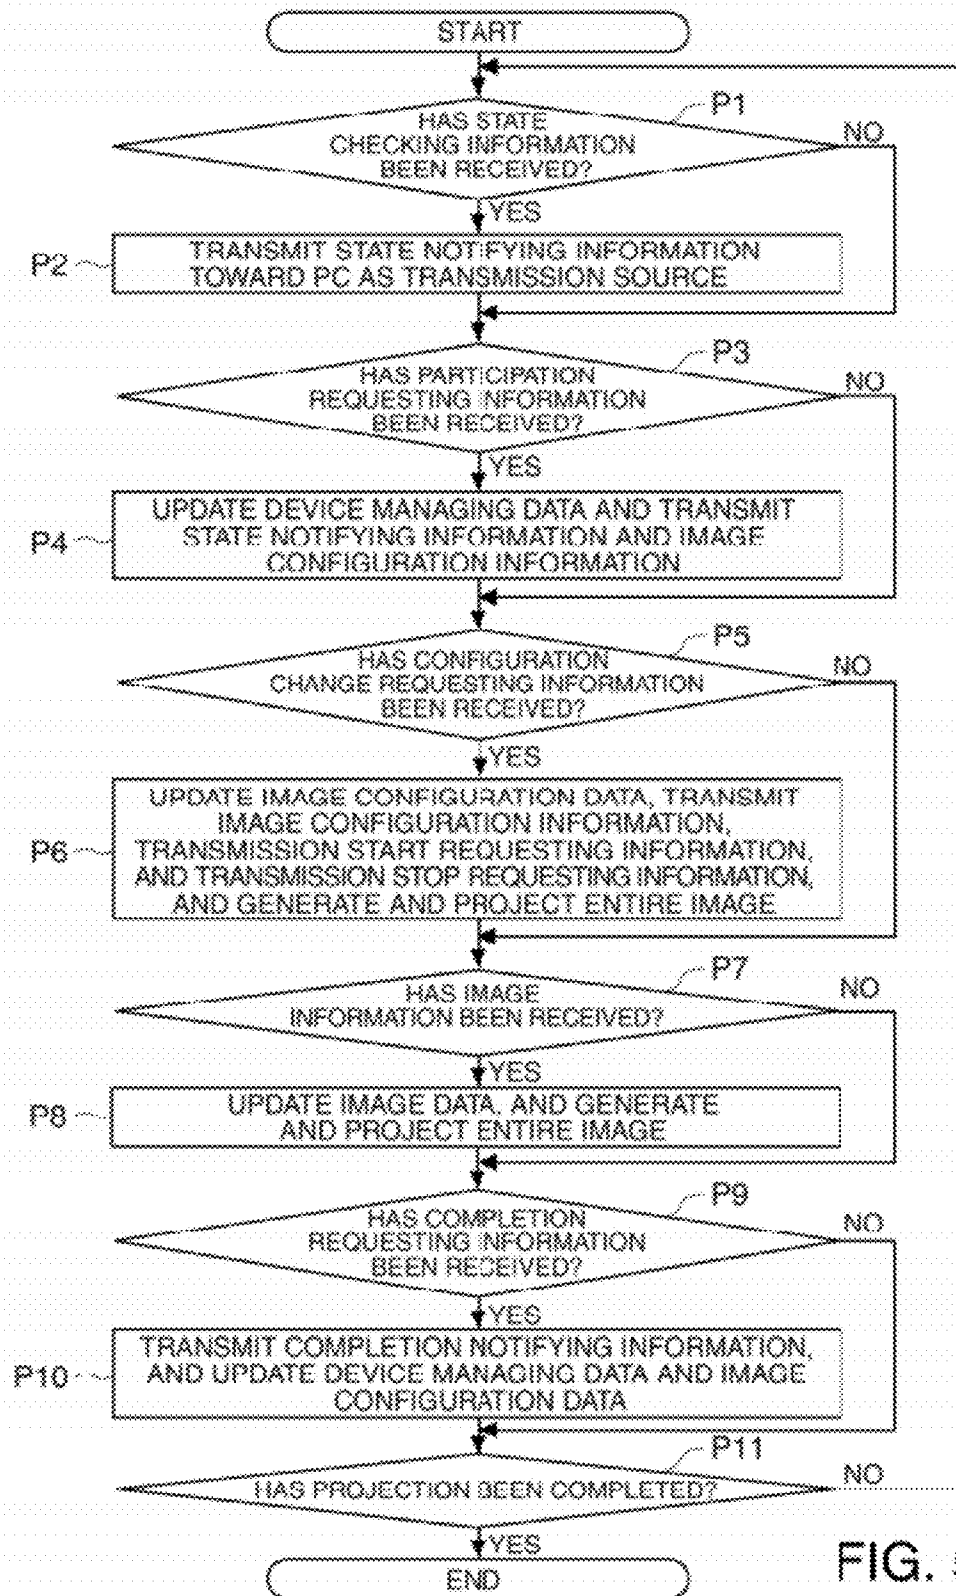 START
P1
HAS STATE
CHECKING INFORMATION
BEEN RECEIVED?
NO
YES
P2
TRANSMIT STATE NOTIFYING INFORMATION
TOWARD PC AS TRANSMISSION SOURCE
P3
HAS PARTICIPATION
REQUESTING INFORMATION
BEEN RECEIVED?
NO
YES
P4
UPDATE DEVICE MANAGING DATA AND TRANSMIT
STATE NOTIFYING INFORMATION AND IMAGE
CONFIGURATION INFORMATION
P5
HAS CONFIGURATION
CHANGE REQUESTING INFORMATION
BEEN RECEIVED?
NO
YES
P6
UPDATE IMAGE CONFIGURATION DATA, TRANSMIT
IMAGE CONFIGURATION INFORMATION,
TRANSMISSION START REQUESTING INFORMATION,
AND TRANSMISSION STOP REQUESTING INFORMATION,
AND GENERATE AND PROJECT ENTIRE IMAGE
P7
HAS IMAGE
INFORMATION BEEN RECEIVED?
NO
YES
P8
UPDATE IMAGE DATA, AND GENERATE
AND PROJECT ENTIRE IMAGE
P9
HAS COMPLETION
REQUESTING INFORMATION
BEEN RECEIVED?
NO
YES
P10
TRANSMIT COMPLETION NOTIFYING INFORMATION,
AND UPDATE DEVICE MANAGING DATA AND IMAGE
CONFIGURATION DATA
P11
HAS PROJECTION BEEN COMPLETED?
NO
YES
END
FIG.